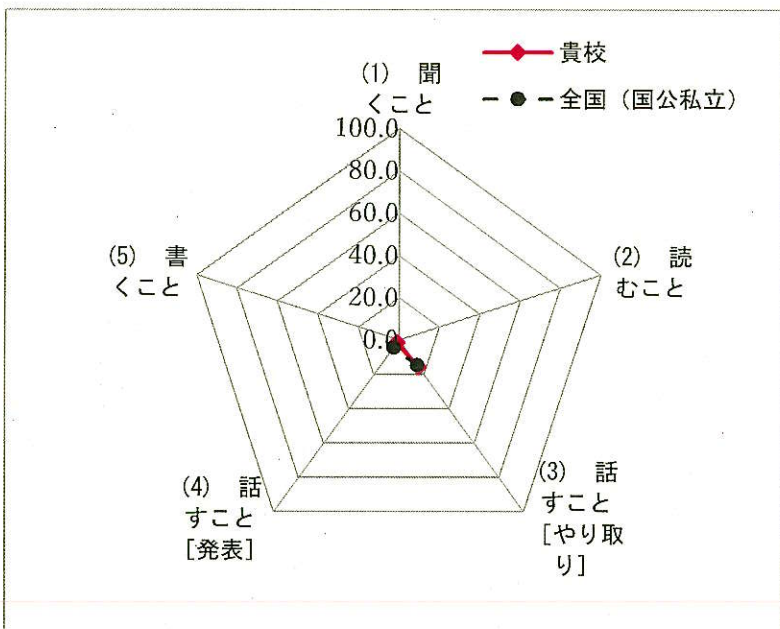 貴校
全国（国公私立）
(1) 聞
くこと
100.0
80.0
60.0
40.0
20.0
0.0
(2) 読
むこと
(3) 話
すこと
[やり取
り]
(4) 話
すこと
[発表]
(5) 書
くこと